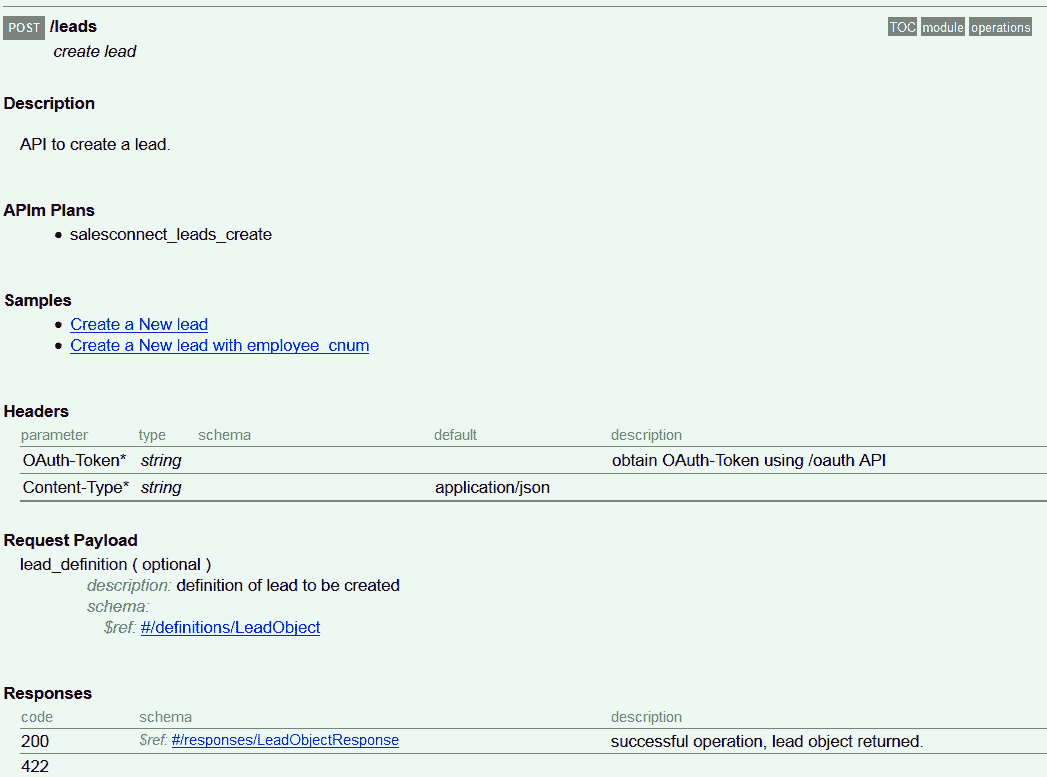 POST /leads TOC module operations
create lead
Description
API to create a lead.
APIm Plans
• salesconnect_leads_create
Samples
• Create a New lead
• Create a New lead with employee_cnum
Headers
parameter type schema default description
OAuth-Token* string obtain OAuth-Token using /oauth API
Content-Type* string application/json
Request Payload
lead_definition ( optional )
description: definition of lead to be created
schema:
$ref: #/definitions/LeadObject
Responses
code schema description
200 $ref: #/responses/LeadObjectResponse successful operation, lead object returned.
422